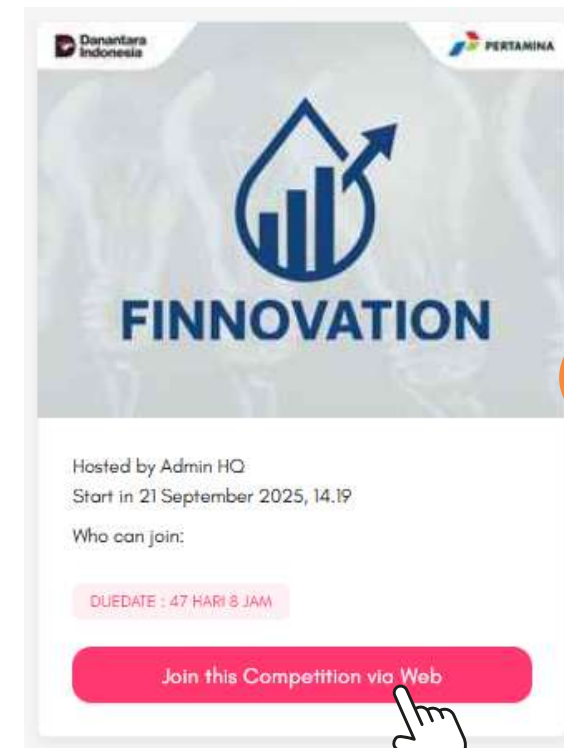 Danantara
Indonesia
PERTAMINA
FINNOVATION
Hosted by Admin HQ
Start in 21 September 2025, 14.19
Who can join:
DUEDATE : 47 HARI 8 JAM
Join this Competition via Web